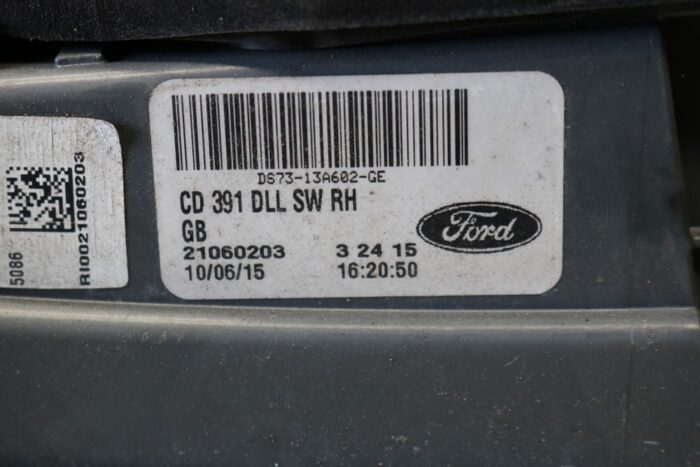 5086
RI0021060203
DS73-13A602-GE
CD 391 DLL SW RH
GB
21060203 3 24 15
10/06/15 16:20:50
Ford